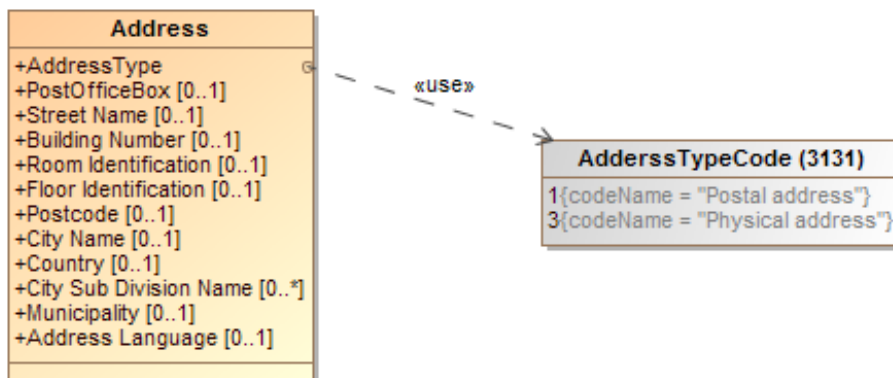 Address
+AddressType
+PostOfficeBox [0..1]
+Street Name [0..1]
+Building Number [0..1]
+Room Identification [0..1]
+Floor Identification [0..1]
+Postcode [0..1]
+City Name [0..1]
+Country [0..1]
+City Sub Division Name [0..*]
+Municipality [0..1]
+Address Language [0..1]
«use»
AdderssTypeCode (3131)
1{codeName = "Postal address"}
3{codeName = "Physical address"}